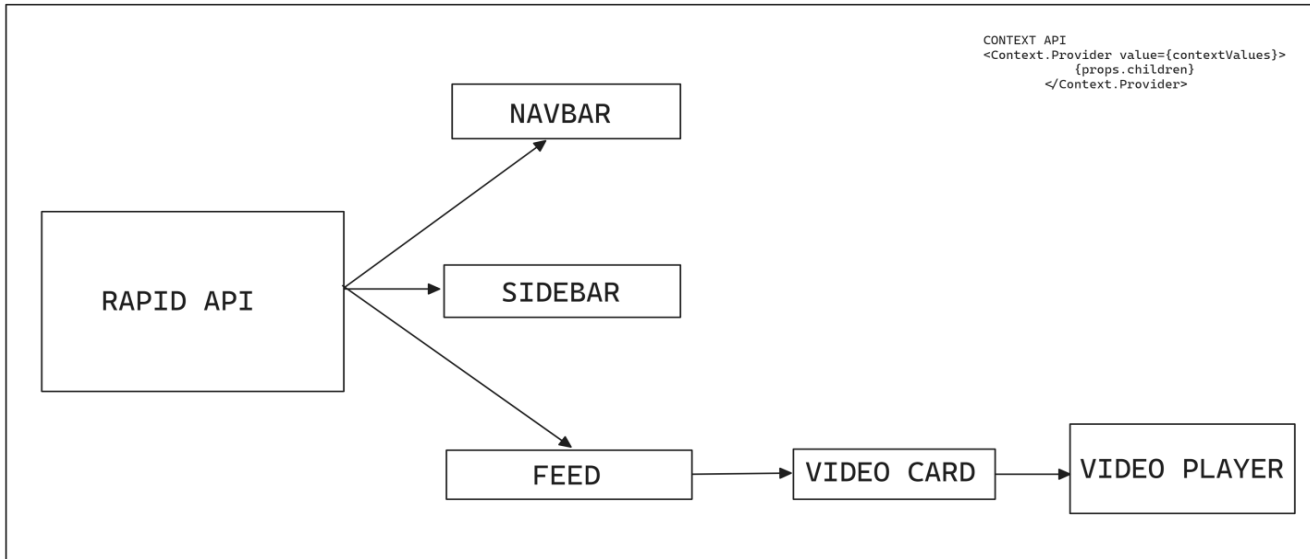 CONTEXT API
<Context.Provider value={contextValues}>
{props.children}
</Context.Provider>
NAVBAR
RAPID API
SIDEBAR
FEED
VIDEO CARD
VIDEO PLAYER